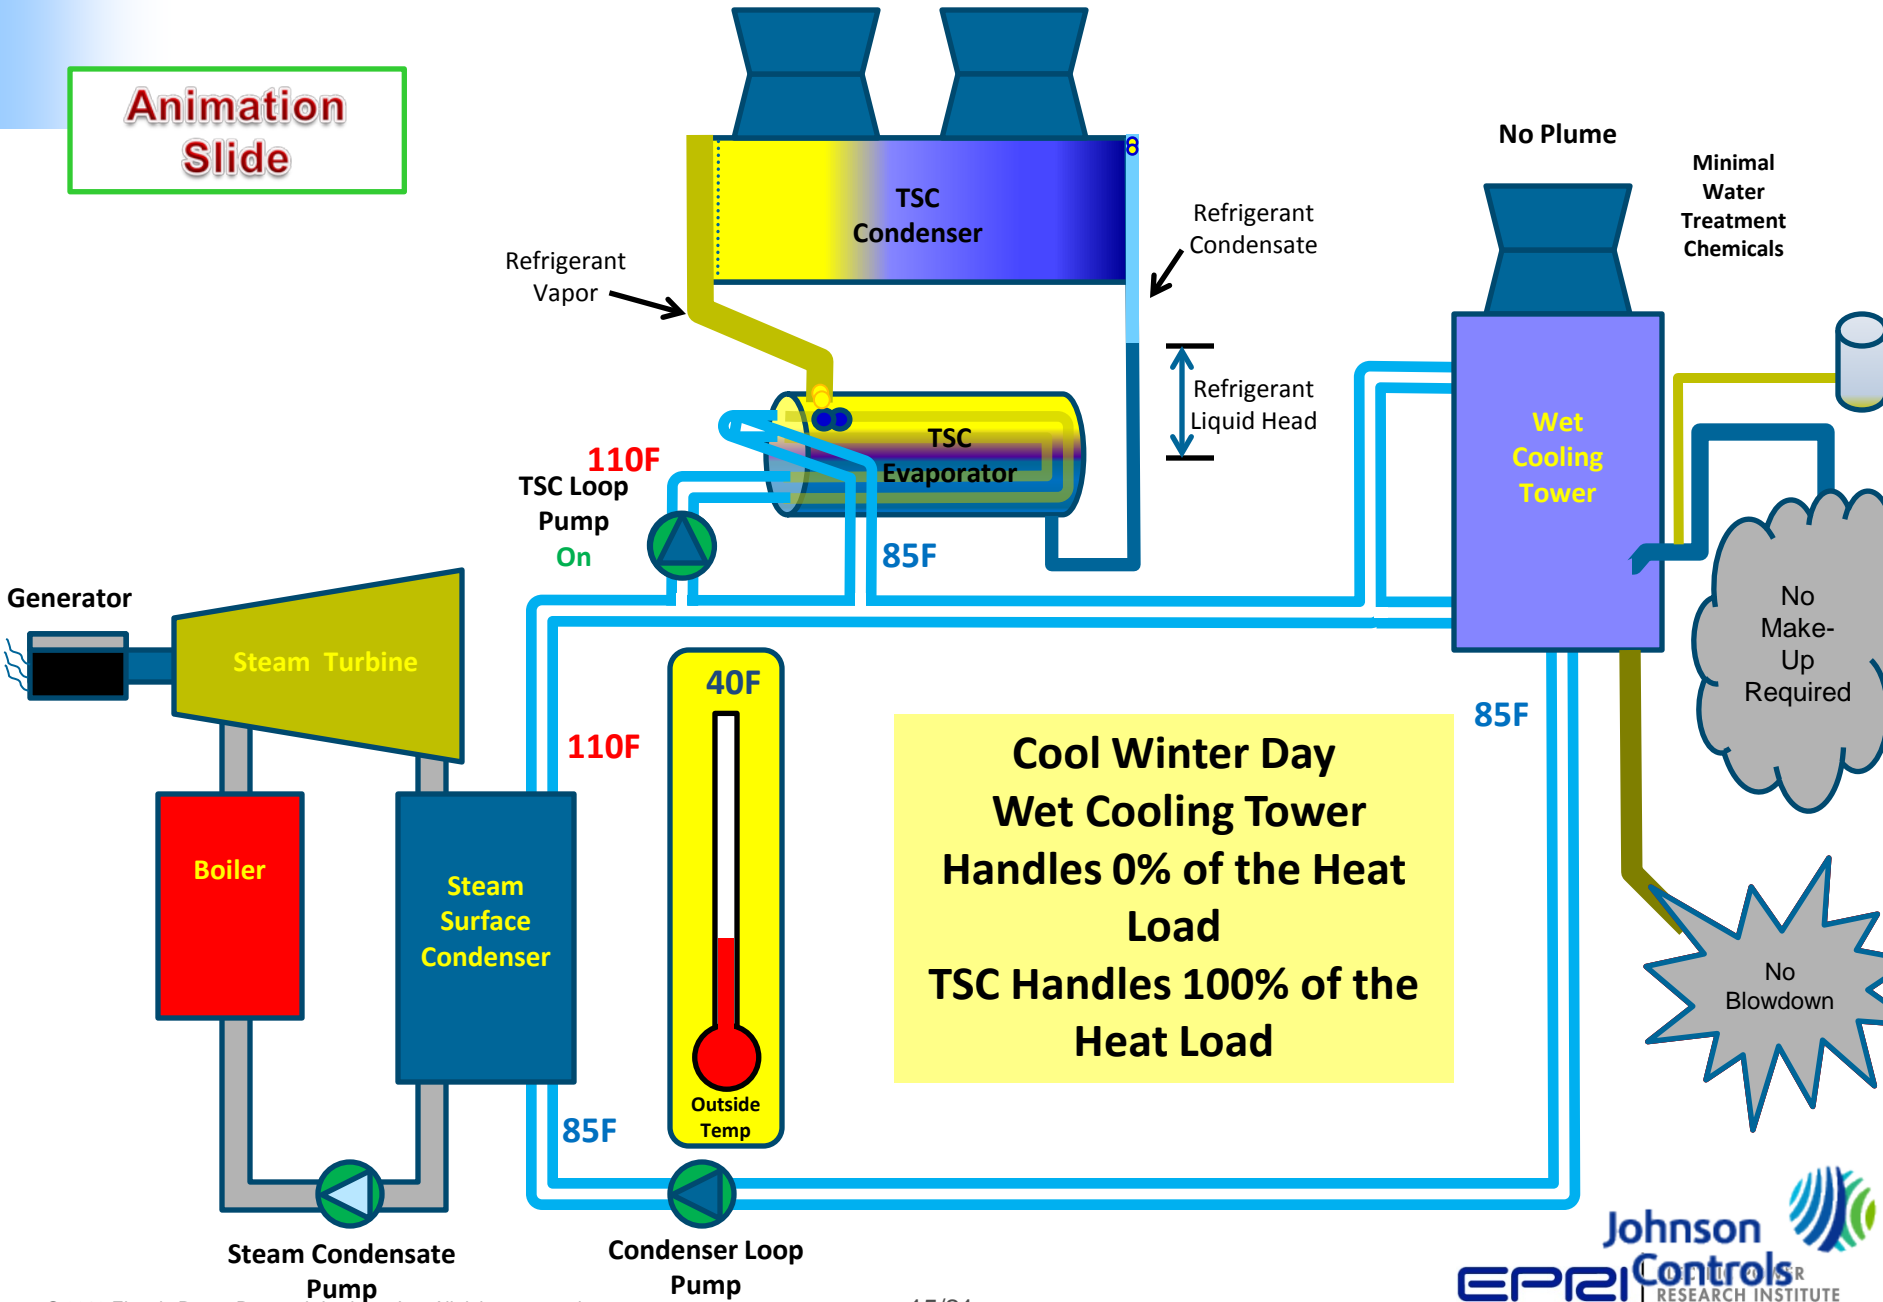 Animation
Slide
TSC
Condenser
Refrigerant
Vapor
Refrigerant
Condensate
No Plume
Minimal
Water
Treatment
Chemicals
Refrigerant
Liquid Head
TSC
Evaporator
110F
TSC Loop
Pump
On
85F
Wet
Cooling
Tower
No
Make-
Up
Required
Generator
Steam Turbine
40F
110F
85F
Cool Winter Day
Wet Cooling Tower
Handles 0% of the Heat
Load
TSC Handles 100% of the
Heat Load
Boiler
Steam
Surface
Condenser
No
Blowdown
Outside
Temp
85F
Steam Condensate
Pump
Condenser Loop
Pump
Johnson
Controls
EPRI
RESEARCH INSTITUTE